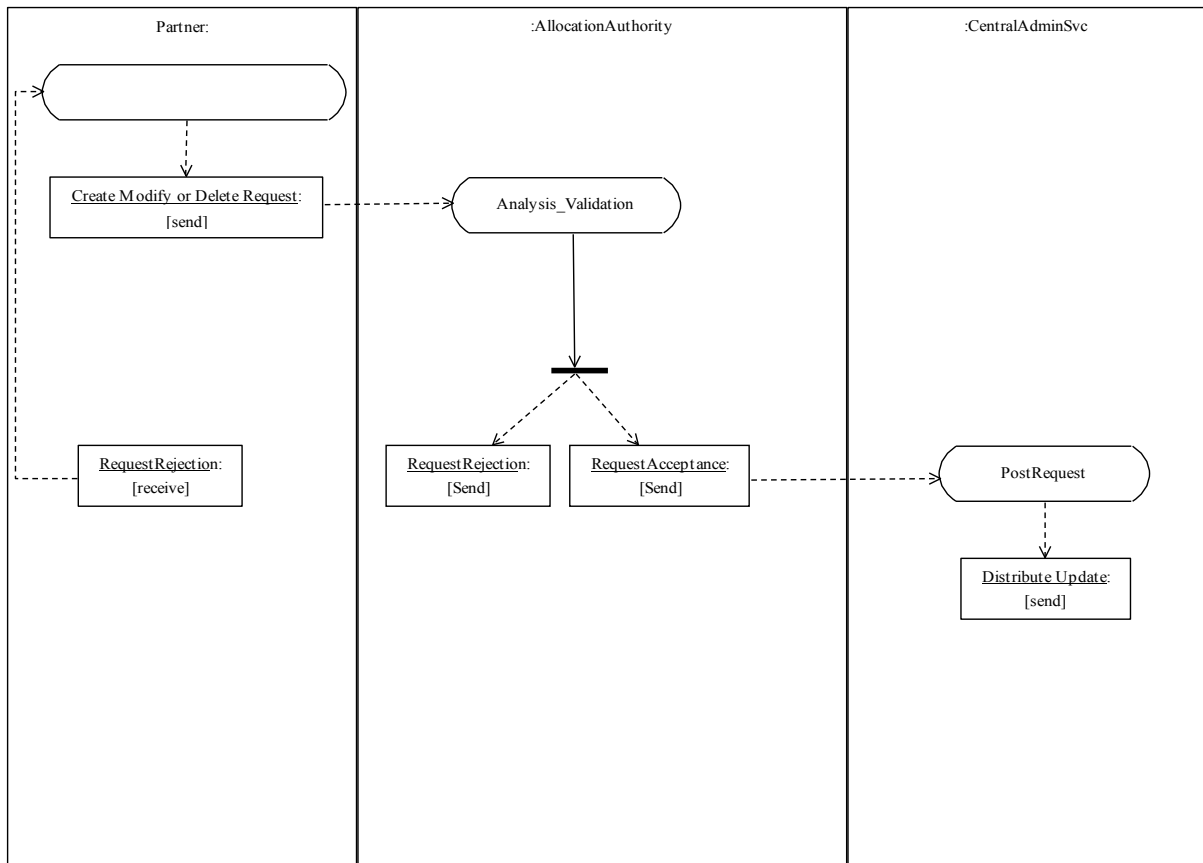 Partner:
:AllocationAuthority
:CentralAdminSvc
Create Modify or Delete Request:
[send]
Analysis_Validation
RequestRejection:
[receive]
RequestRejection:
[Send]
RequestAcceptance:
[Send]
PostRequest
Distribute Update:
[send]